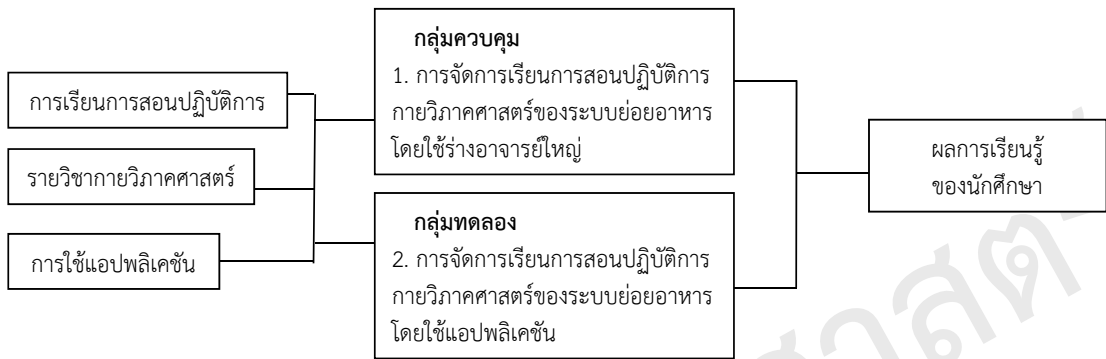 การเรียนการสอนปฏิบัติการ
รายวิชากายวิภาคศาสตร์
การใช้แอปพลิเคชัน
กลุ่มควบคุม
1. การจัดการเรียนการสอนปฏิบัติการ
กายวิภาคศาสตร์ของระบบย่อยอาหาร
โดยใช้ร่างอาจารย์ใหญ่
กลุ่มทดลอง
2. การจัดการเรียนการสอนปฏิบัติการ
กายวิภาคศาสตร์ของระบบย่อยอาหาร
โดยใช้แอปพลิเคชัน
ผลการเรียนรู้
ของนักศึกษา